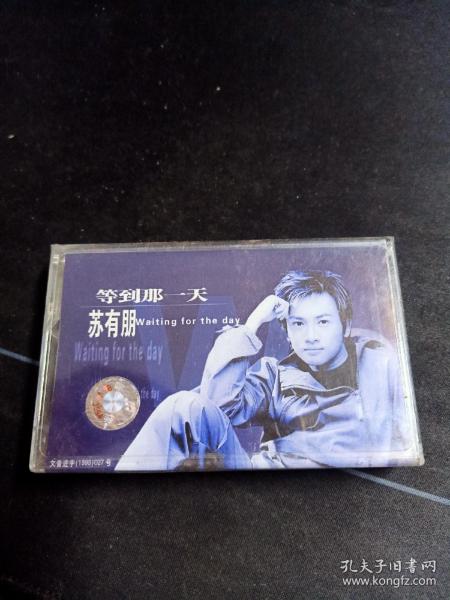 等到那一天
苏有朋Waiting for the day
Waiting for the day
the day
孔夫子旧书网
www.kongfz.com